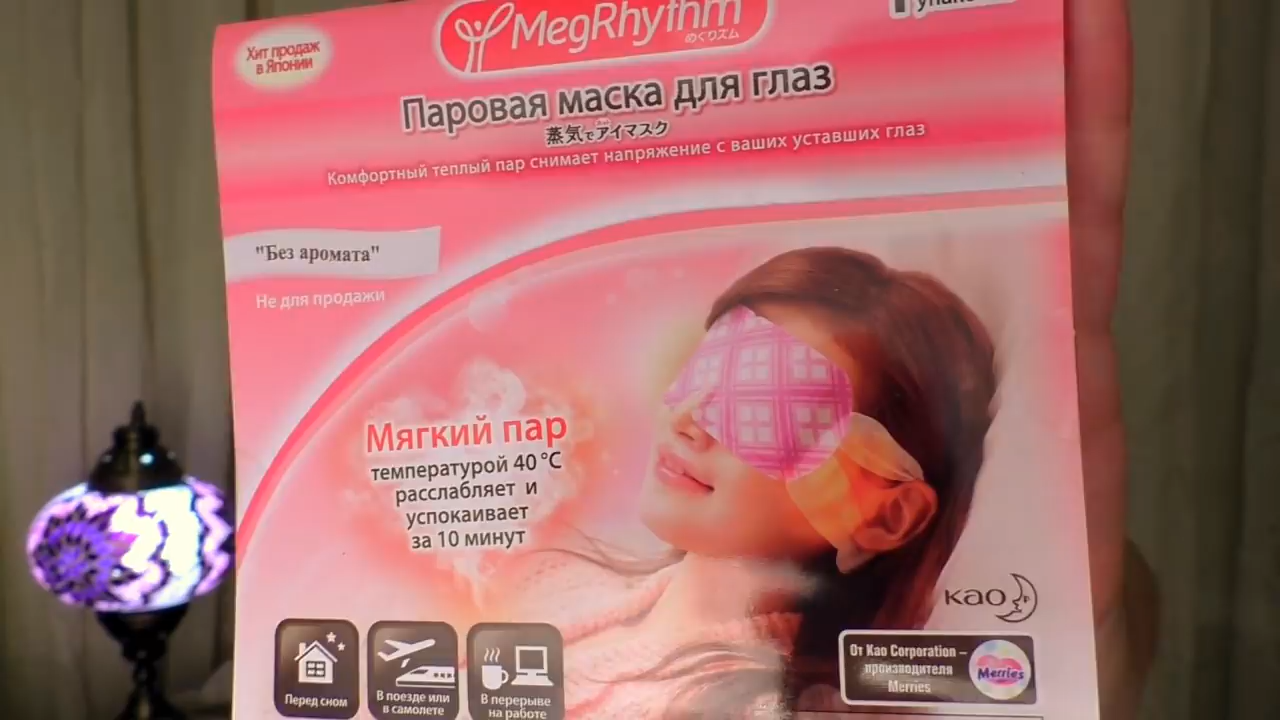 Хит продаж
в Японии
MegRhythm
めぐりズム
Паровая маска для глаз
蒸気でアイマスク
Комфортный теплый пар снимает напряжение с ваших уставших глаз
"Без аромата"
Не для продажи
Мягкий пар
температурой 40 °C
расслабляет и
успокаивает
за 10 минут
Kao
Перед сном
В поезде или
в самолете
В перерыве
на работе
От Kao Corporation –
производителя
Merries
Merries